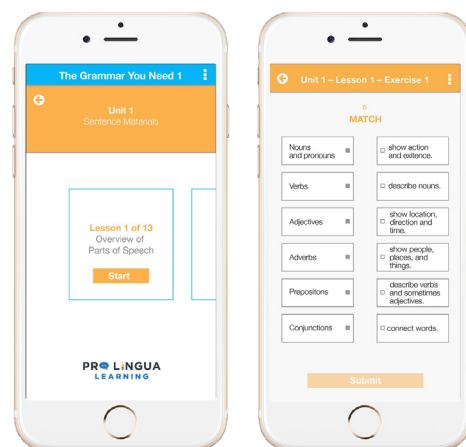 The Grammar You Need 1
Unit 1
Sentence Materials
Lesson 1 of 13
Overview of
Parts of Speech
Start
PRO LINGUA
LEARNING
Unit 1 – Lesson 1 – Exercise 1
MATCH
Nouns
and pronouns
show action
and extence.
Verbs
describe nouns.
Adjectives
show location,
direction and
time.
Adverbs
show people,
places, and
things.
Prepositons
describe verbs
and sometimes
adjectives.
Conjunctions
connect words.
Submit